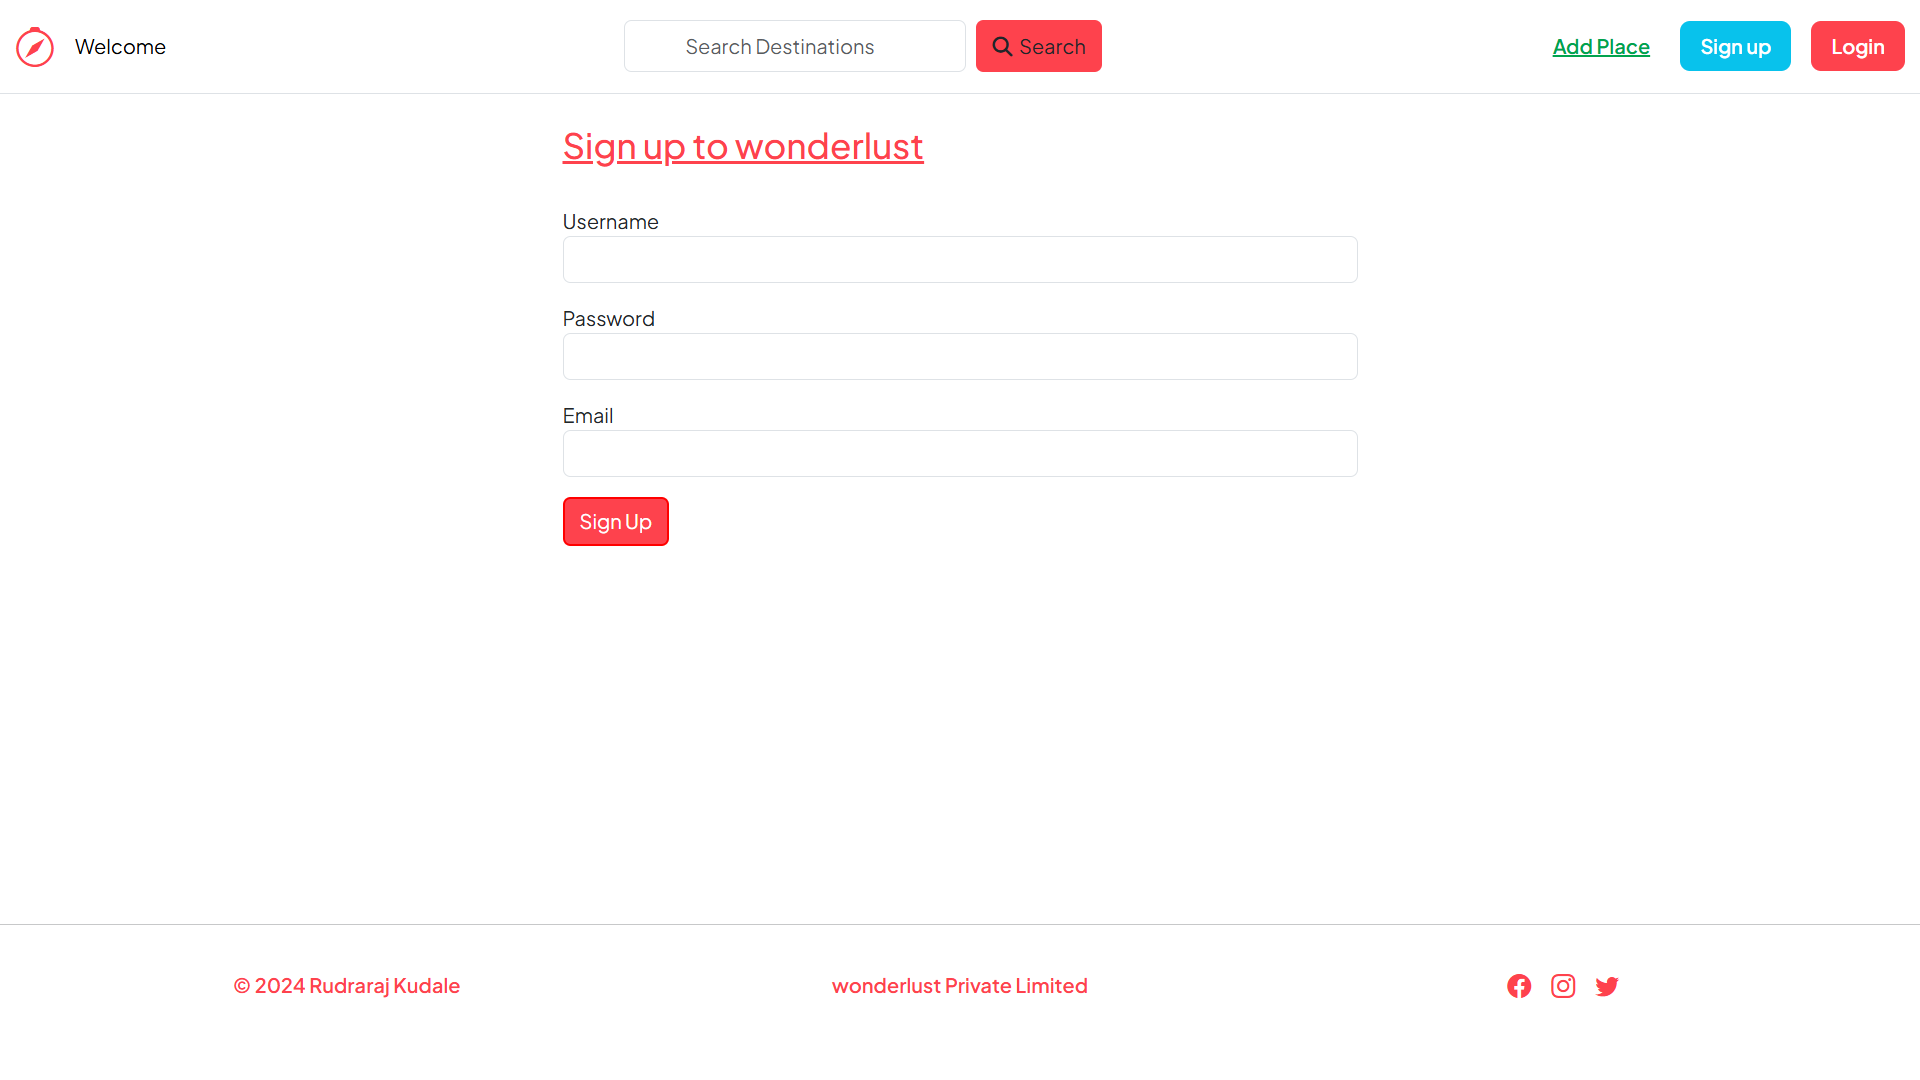 Welcome
Search Destinations
Search
Add Place
Sign up
Login
Sign up to wonderlust
Username
Password
Email
Sign Up
© 2024 Rudraraj Kudale
wonderlust Private Limited